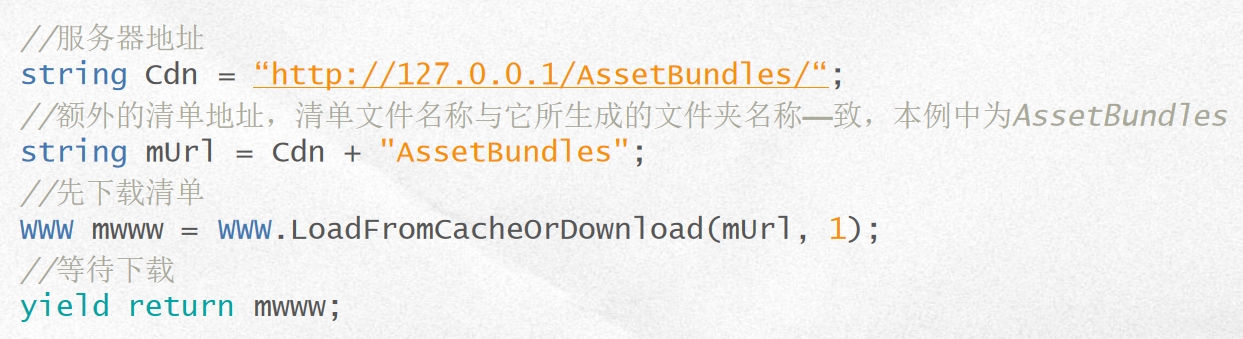 //服务器地址
string Cdn = “http://127.0.0.1/AssetBundles/“;
//额外的清单地址，清单文件名称与它所生成的文件夹名称—致，本例中为AssetBundles
string mUrl = Cdn + "AssetBundles";
//先下载清单
WWW mwww = WWW.LoadFromCacheOrDownload(mUrl, 1);
//等待下载
yield return mwww;